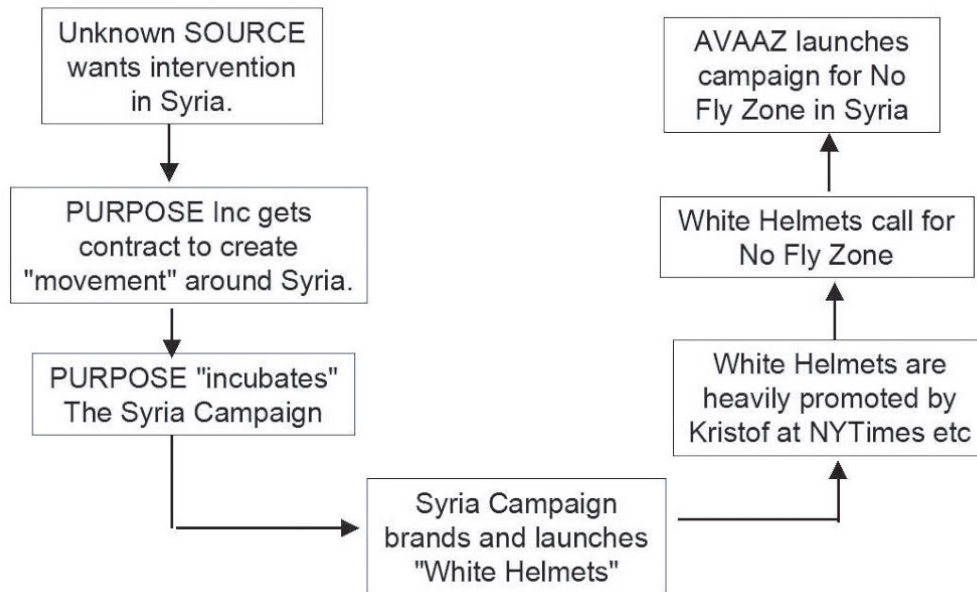 Unknown SOURCE
wants intervention
in Syria.
PURPOSE Inc gets
contract to create
"movement" around Syria.
PURPOSE "incubates"
The Syria Campaign
Syria Campaign
brands and launches
"White Helmets"
White Helmets are
heavily promoted by
Kristof at NYTimes etc
White Helmets call for
No Fly Zone
AVAAZ launches
campaign for No
Fly Zone in Syria